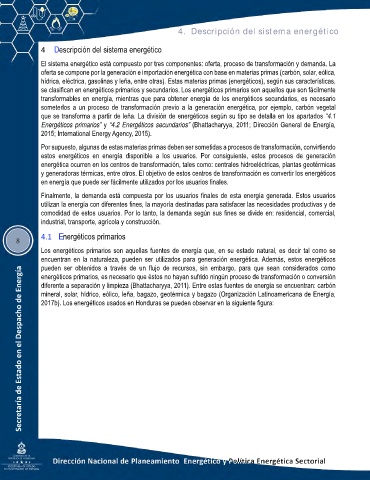 4. Descripción del sistema energético
4 Descripción del sistema energético
El sistema energético está compuesto por tres componentes: oferta, proceso de transformación y demanda. La
oferta se compone por la generación e importación energética con base en materias primas (carbón, solar, eólica,
hídrica, eléctrica, gasolinas y leña, entre otras). Estas materias primas (energéticos), según sus características,
se clasifican en energéticos primarios y secundarios. Los energéticos primarios son aquellos que son fácilmente
transformables en energía, mientras que para obtener energía de los energéticos secundarios, es necesario
someterlos a un proceso de transformación previo a la generación energética, por ejemplo, carbón vegetal
que se transforma a partir de leña. La división de energéticos según su tipo se detalla en los apartados "4.1
Energéticos primarios" y "4.2 Energéticos secundarios" (Bhattacharyya, 2011; Dirección General de Energía,
2015; International Energy Agency, 2015).
Por supuesto, algunas de estas materias primas deben ser sometidas a procesos de transformación, convirtiendo
estos energéticos en energía disponible a los usuarios. Por consiguiente, estos procesos de generación
energética ocurren en los centros de transformación, tales como: centrales hidroeléctricas, plantas geotérmicas
y generadoras térmicas, entre otros. El objetivo de estos centros de transformación es convertir los energéticos
en energía que puede ser fácilmente utilizados por los usuarios finales.
Finalmente, la demanda está compuesta por los usuarios finales de esta energía generada. Estos usuarios
utilizan la energía con diferentes fines, la mayoría destinadas para satisfacer las necesidades productivas y de
comodidad de estos usuarios. Por lo tanto, la demanda según sus fines se divide en: residencial, comercial,
industrial, transporte, agrícola y construcción.
8
4.1 Energéticos primarios
Los energéticos primarios son aquellas fuentes de energía que, en su estado natural, es decir tal como se
encuentran en la naturaleza, pueden ser utilizados para generación energética. Además, estos energéticos
pueden ser obtenidos a través de un flujo de recursos, sin embargo, para que sean considerados como
energéticos primarios, es necesario que éstos no hayan sufrido ningún proceso de transformación o conversión
diferente a separación y limpieza (Bhattacharyya, 2011). Entre estas fuentes de energía se encuentran: carbón
mineral, solar, hídrico, eólico, leña, bagazo, geotérmica y bagazo (Organización Latinoamericana de Energía,
2017b). Los energéticos usados en Honduras se pueden observar en la siguiente figura:
Secretaría de Estado en el Despacho de Energía
Dirección Nacional de Planeamiento Energético y Política Energética Sectorial